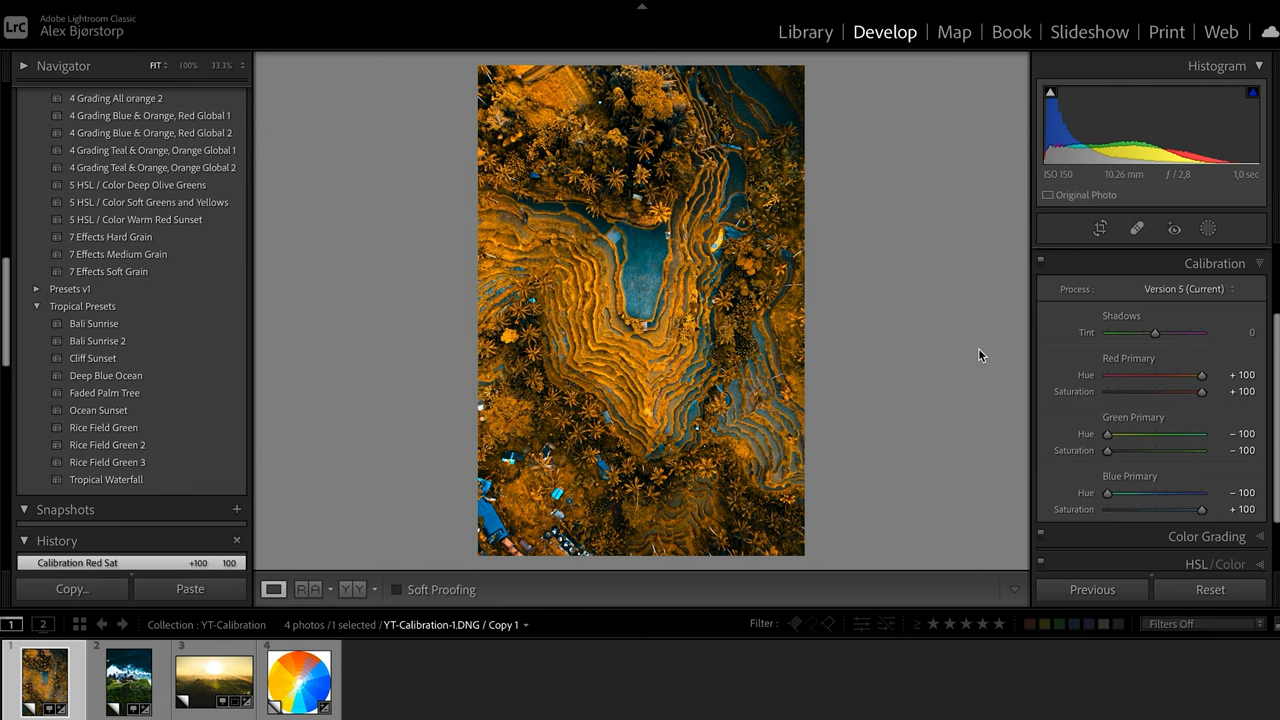 Adobe Lightroom Classic
LrC
Alex Bjørstorp
Library
Develop
Map
Book
Slideshow
Print
Web
Navigator
FIT
100%
33.3%
4 Grading All orange 2
4 Grading Blue & Orange, Red Global 1
4 Grading Blue & Orange, Red Global 2
4 Grading Teal & Orange, Orange Global 1
4 Grading Teal & Orange, Orange Global 2
5 HSL / Color Deep Olive Greens
5 HSL / Color Soft Greens and Yellows
5 HSL / Color Warm Red Sunset
7 Effects Hard Grain
7 Effects Medium Grain
7 Effects Soft Grain
Presets v1
Tropical Presets
Bali Sunrise
Bali Sunrise 2
Cliff Sunset
Deep Blue Ocean
Faded Palm Tree
Ocean Sunset
Rice Field Green
Rice Field Green 2
Rice Field Green 3
Tropical Waterfall
Snapshots +
History ×
Calibration Red Sat +100 100
Copy... Paste
R A
Y Y
Soft Proofing
Histogram
ISO 150 10.26 mm ƒ / 2,8 1,0 sec
Original Photo
Calibration
Process : Version 5 (Current)
Shadows
Tint 0
Red Primary
Hue + 100
Saturation + 100
Green Primary
Hue – 100
Saturation – 100
Blue Primary
Hue – 100
Saturation + 100
Color Grading
HSL / Color
Previous Reset
1 2 Collection : YT-Calibration 4 photos / 1 selected / YT-Calibration-1.DNG / Copy 1 Filter : ≥ ★★★★★ Filters Off
1
2
3
4